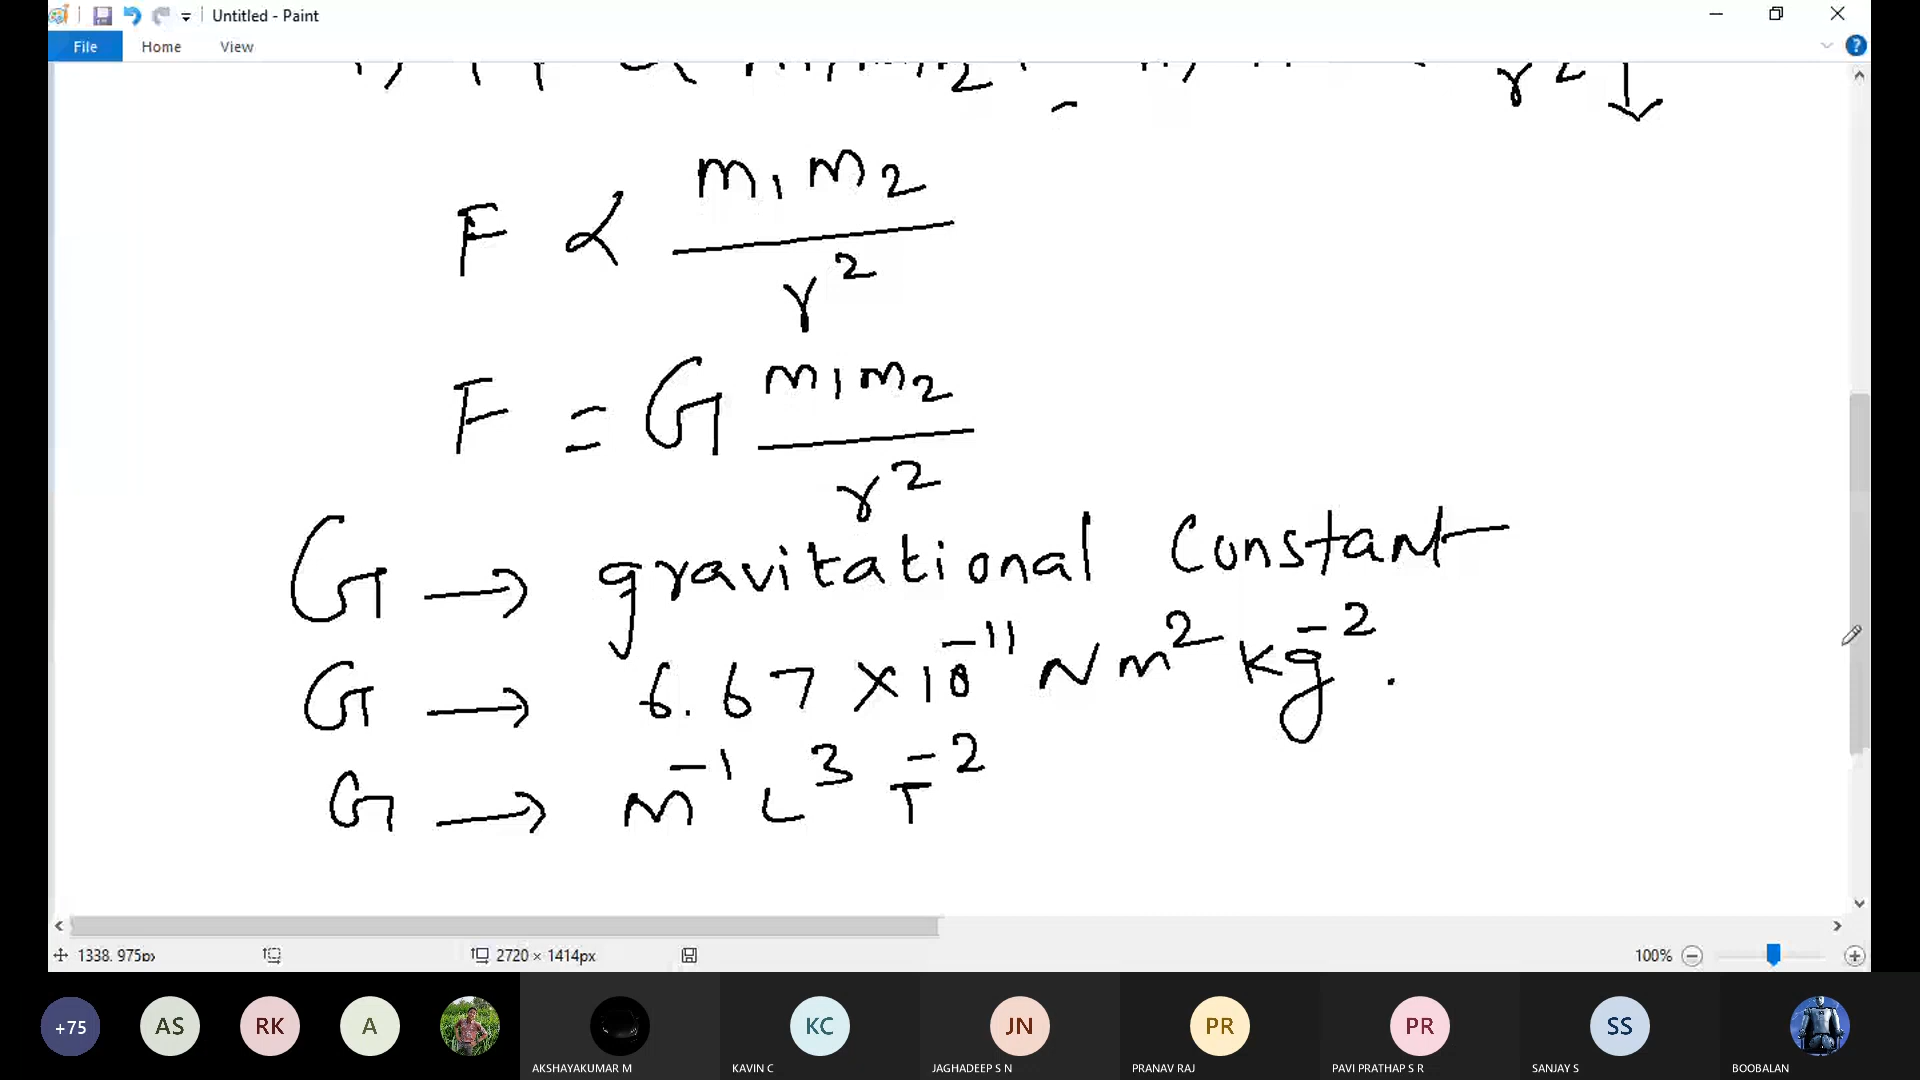 Untitled - Paint
File Home View
r²↓
F ∝ m₁m₂/r²
F = G m₁m₂/r²
G → gravitational Constant
G → 6.67 × 10⁻¹¹ N m² kg⁻² .
G → M⁻¹ L³ T⁻²
1338, 975px 2720 × 1414px 100%
+75 AS RK A KC JN PR PR SS
AKSHAYAKUMAR M KAVIN C JAGHADEEP S N PRANAV RAJ PAVI PRATHAP S R SANJAY S BOOBALAN